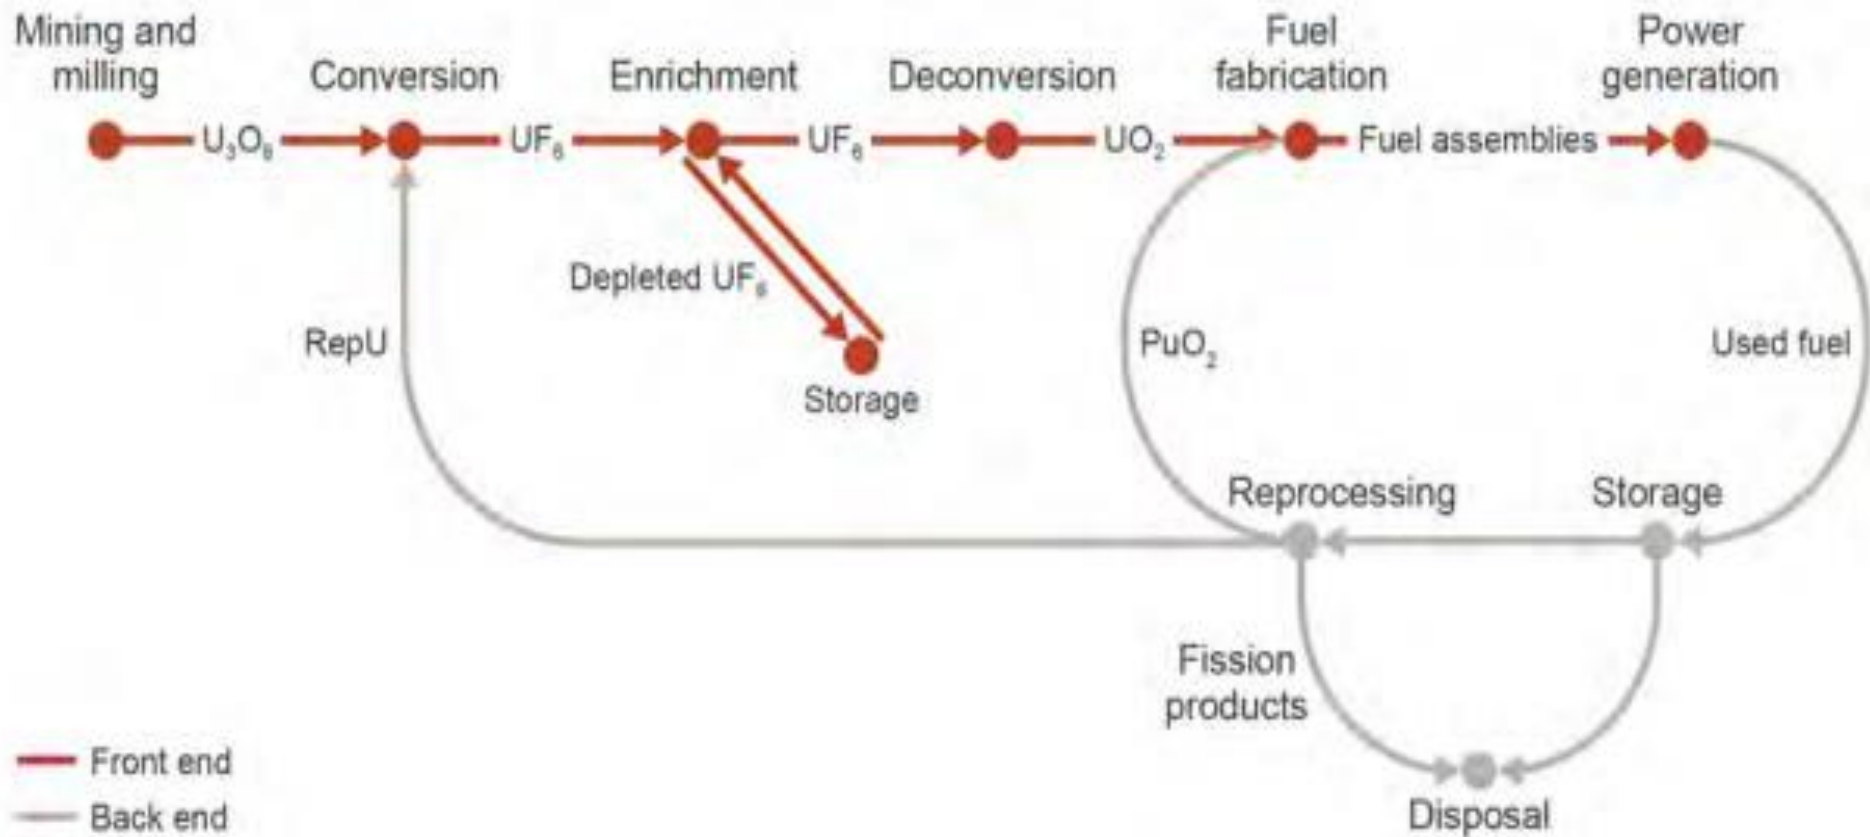 Mining and
milling
Conversion
Enrichment
Deconversion
Fuel
fabrication
Power
generation
U₃O₈
UF₆
UF₆
UO₂
Fuel assemblies
Depleted UF₆
Storage
RepU
PuO₂
Used fuel
Reprocessing
Storage
Fission
products
Disposal
Front end
Back end